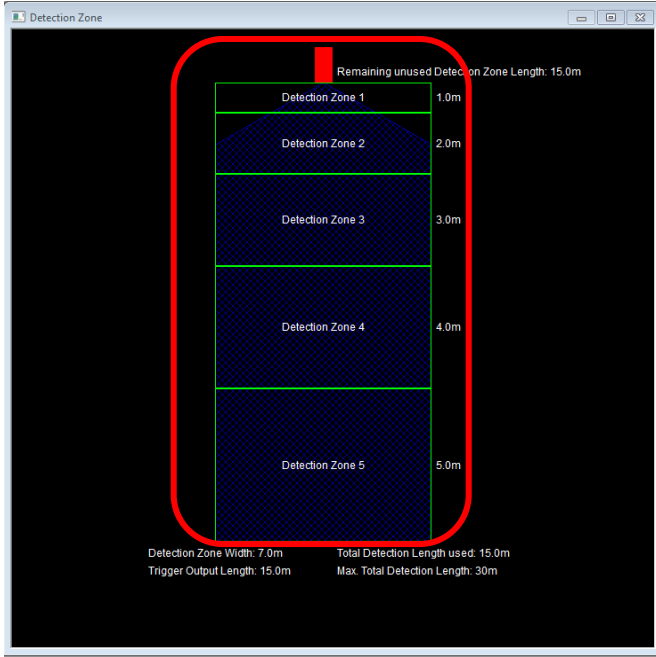 Detection Zone
Remaining unused Detection Zone Length: 15.0m
Detection Zone 1 1.0m
Detection Zone 2 2.0m
Detection Zone 3 3.0m
Detection Zone 4 4.0m
Detection Zone 5 5.0m
Detection Zone Width: 7.0m Total Detection Length used: 15.0m
Trigger Output Length: 15.0m Max. Total Detection Length: 30m